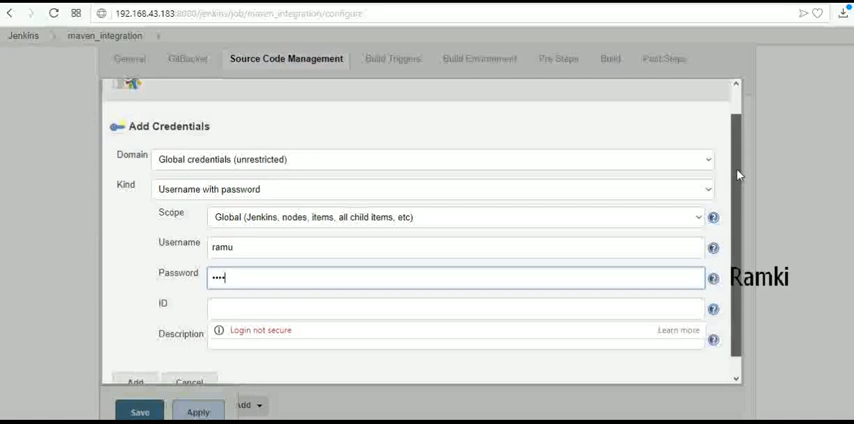 192.168.43.183:8080/jenkins/job/maven_integration/configure
Jenkins maven_integration
General GitBucket Source Code Management Build Triggers Build Environment Pre Steps Build Post Steps
Add Credentials
Domain Global credentials (unrestricted)
Kind Username with password
Scope Global (Jenkins, nodes, items, all child items, etc)
Username ramu
Password ••••
Ramki
ID
Login not secure Learn more
Description
Add Cancel
Save Apply Add